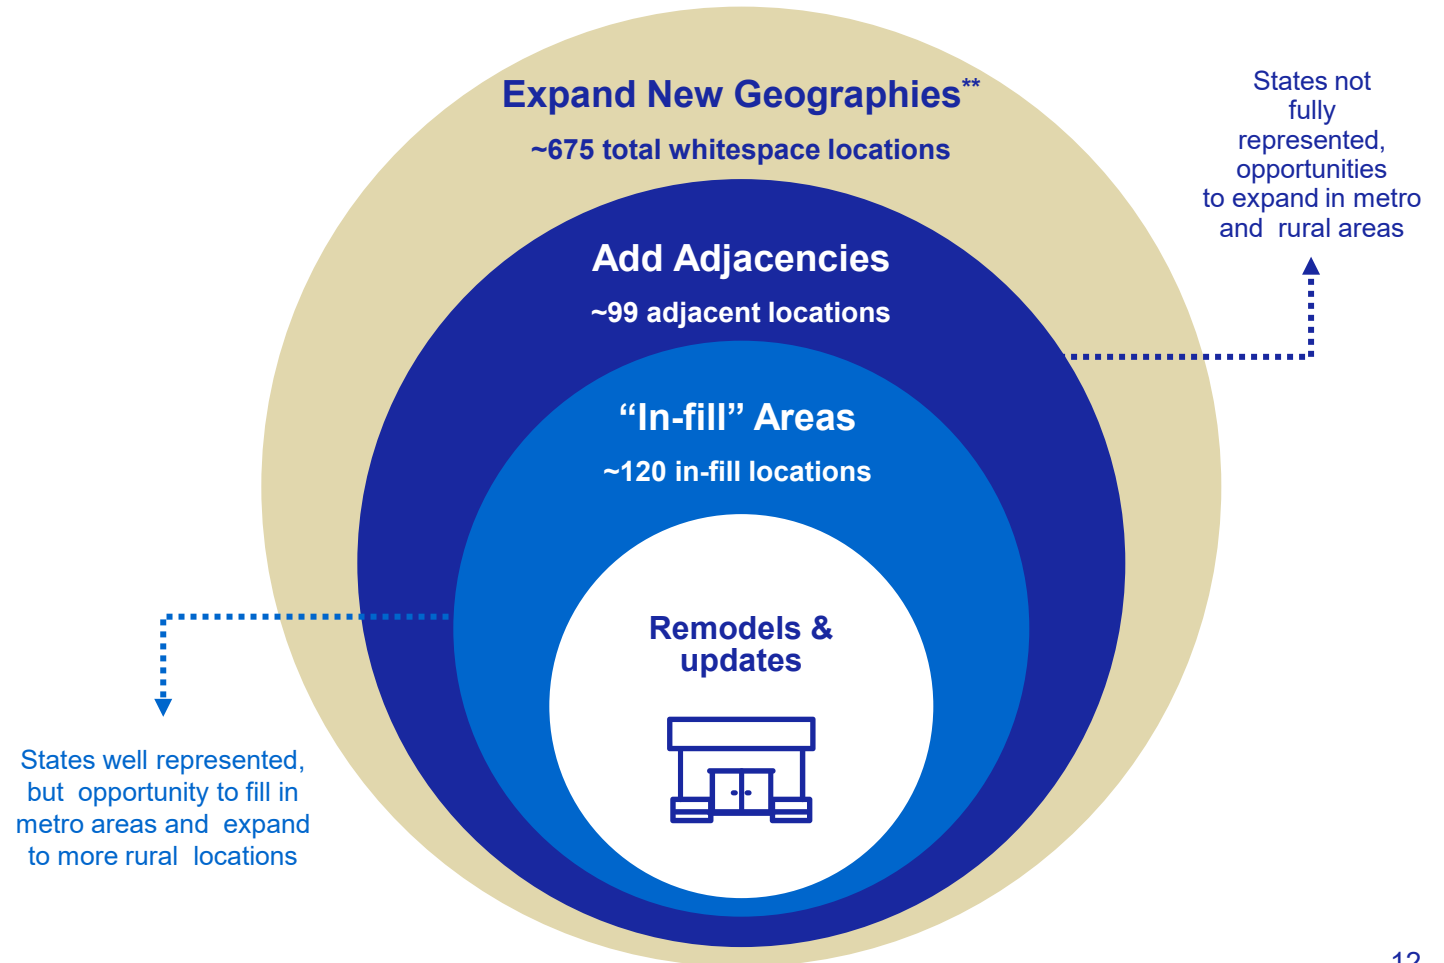 Expand New Geographies**
~675 total whitespace locations
States not
fully
represented,
opportunities
to expand in metro
and rural areas
Add Adjacencies
~99 adjacent locations
“In-fill” Areas
~120 in-fill locations
Remodels &
updates
States well represented,
but opportunity to fill in
metro areas and expand
to more rural locations
12